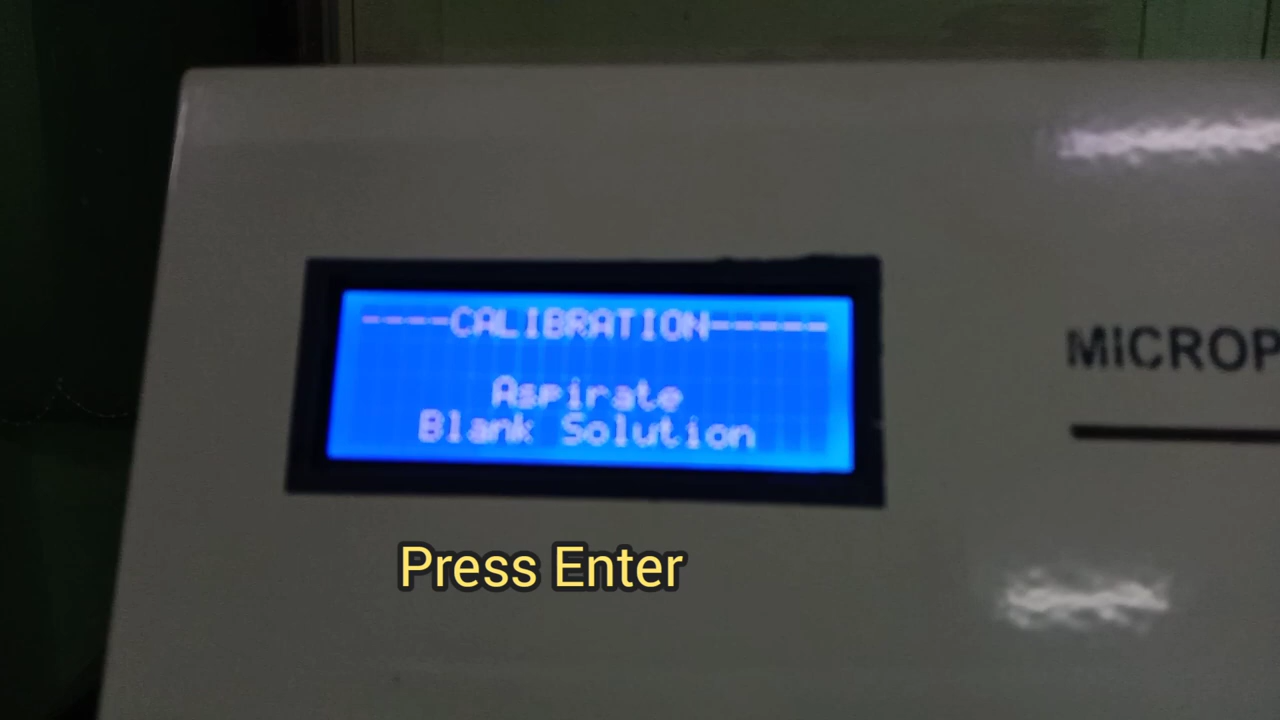 ----CALIBRATION-----
Aspirate
Blank Solution
MICROP
Press Enter